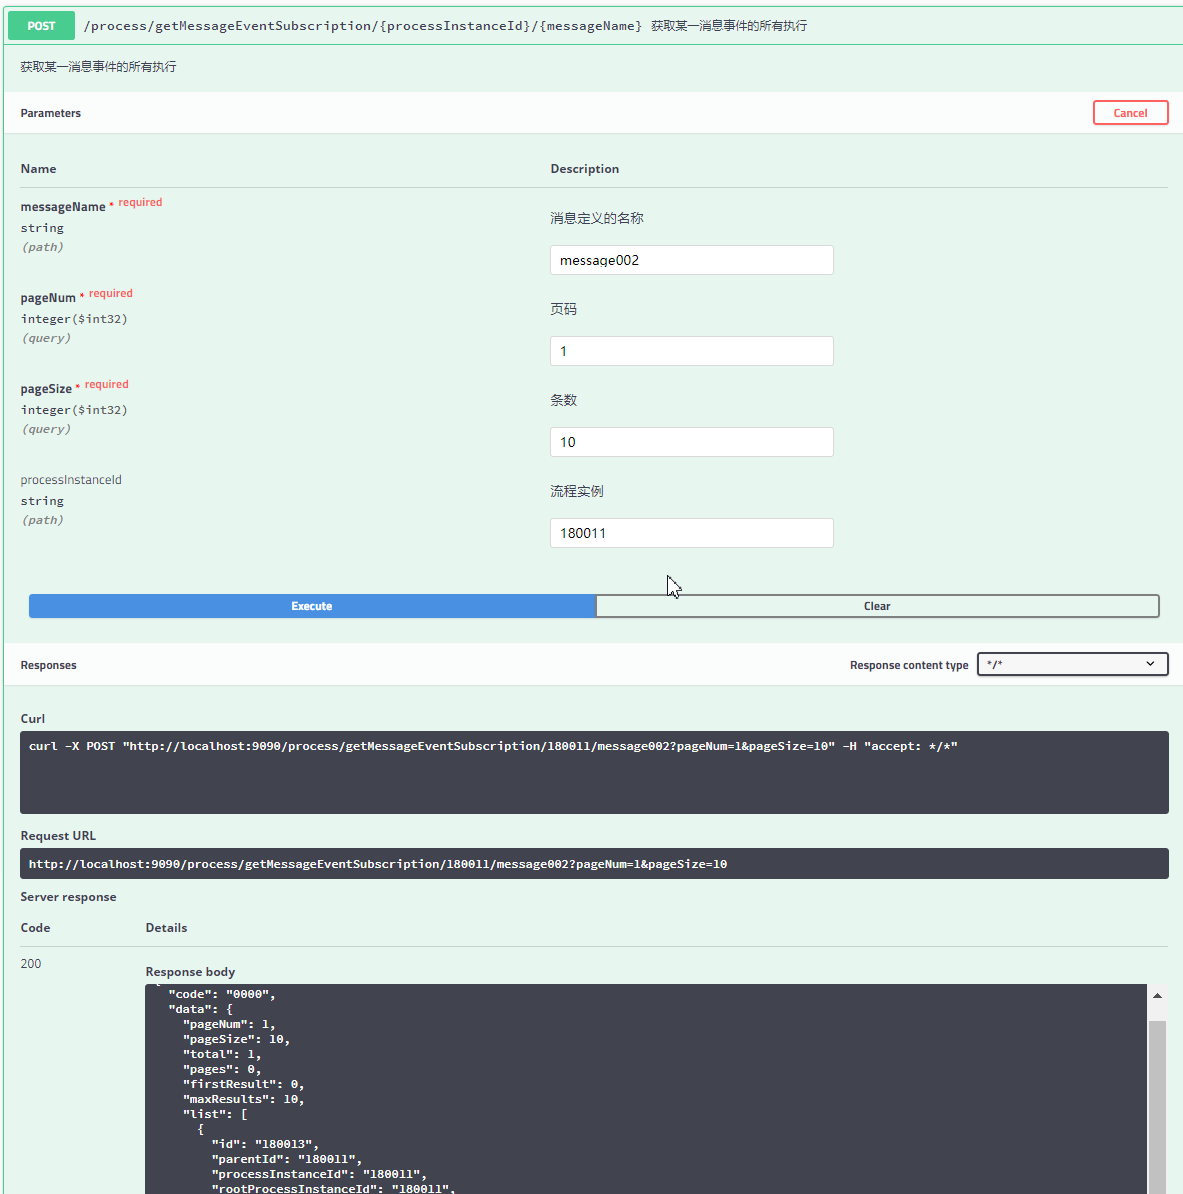 POST /process/getMessageEventSubscription/{processInstanceId}/{messageName} 获取某一消息事件的所有执行
获取某一消息事件的所有执行
Parameters Cancel
Name Description
messageName * required
string
(path)
消息定义的名称
message002
pageNum * required
integer($int32)
(query)
页码
1
pageSize * required
integer($int32)
(query)
条数
10
processInstanceId
string
(path)
流程实例
180011
Execute Clear
Responses Response content type */*
Curl
curl -X POST "http://localhost:9090/process/getMessageEventSubscription/180011/message002?pageNum=1&pageSize=10" -H "accept: */*"
Request URL
http://localhost:9090/process/getMessageEventSubscription/180011/message002?pageNum=1&pageSize=10
Server response
Code Details
200
Response body
"code": "0000",
"data": {
"pageNum": 1,
"pageSize": 10,
"total": 1,
"pages": 0,
"firstResult": 0,
"maxResults": 10,
"list": [
{
"id": "180013",
"parentId": "180011",
"processInstanceId": "180011",
"rootProcessInstanceId": "180011",